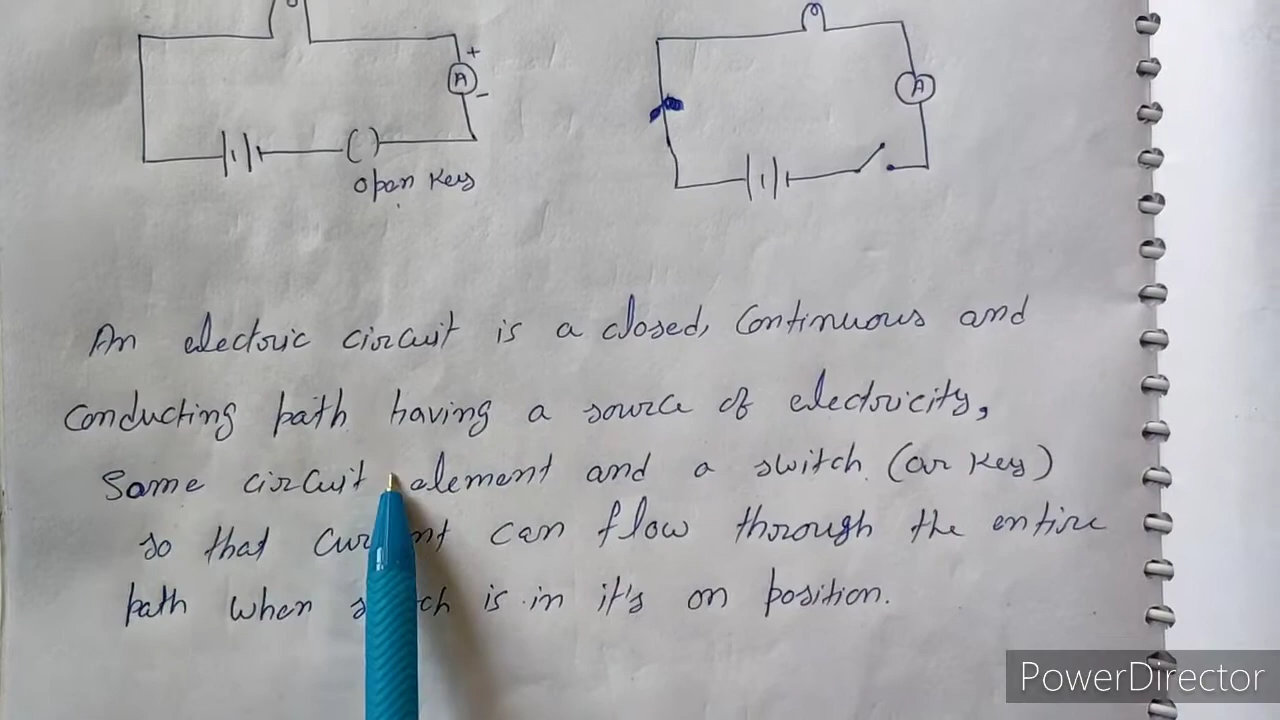 +
A
-
A
open Key
An electric circuit is a closed, continuous and
conducting path having a source of electricity,
Some circuit element and a switch (or key)
so that can flow through the entire
path when is in it's on position.
PowerDirector